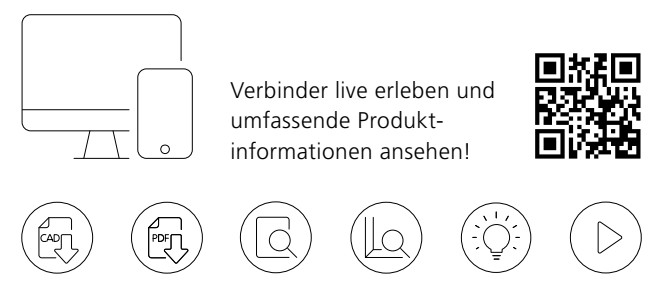 Verbinder live erleben und
umfassende Produkt-
informationen ansehen!
CAD
PDF